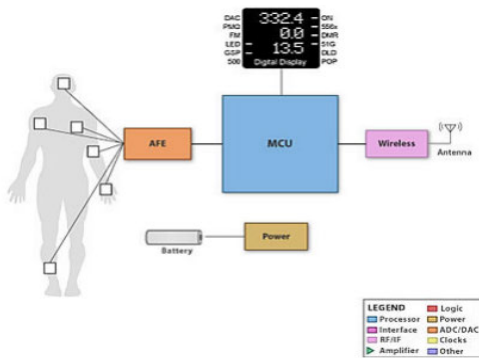 DAC 332.4 ON
PMQ 556x
FM 0.0 DMR
LED 51G
GSP 13.5 DLD
500 Digital Display POP
AFE
MCU
Wireless
Antenna
Battery
Power
LEGEND
Processor
Interface
RF/IF
Amplifier
Logic
Power
ADC/DAC
Clocks
Other